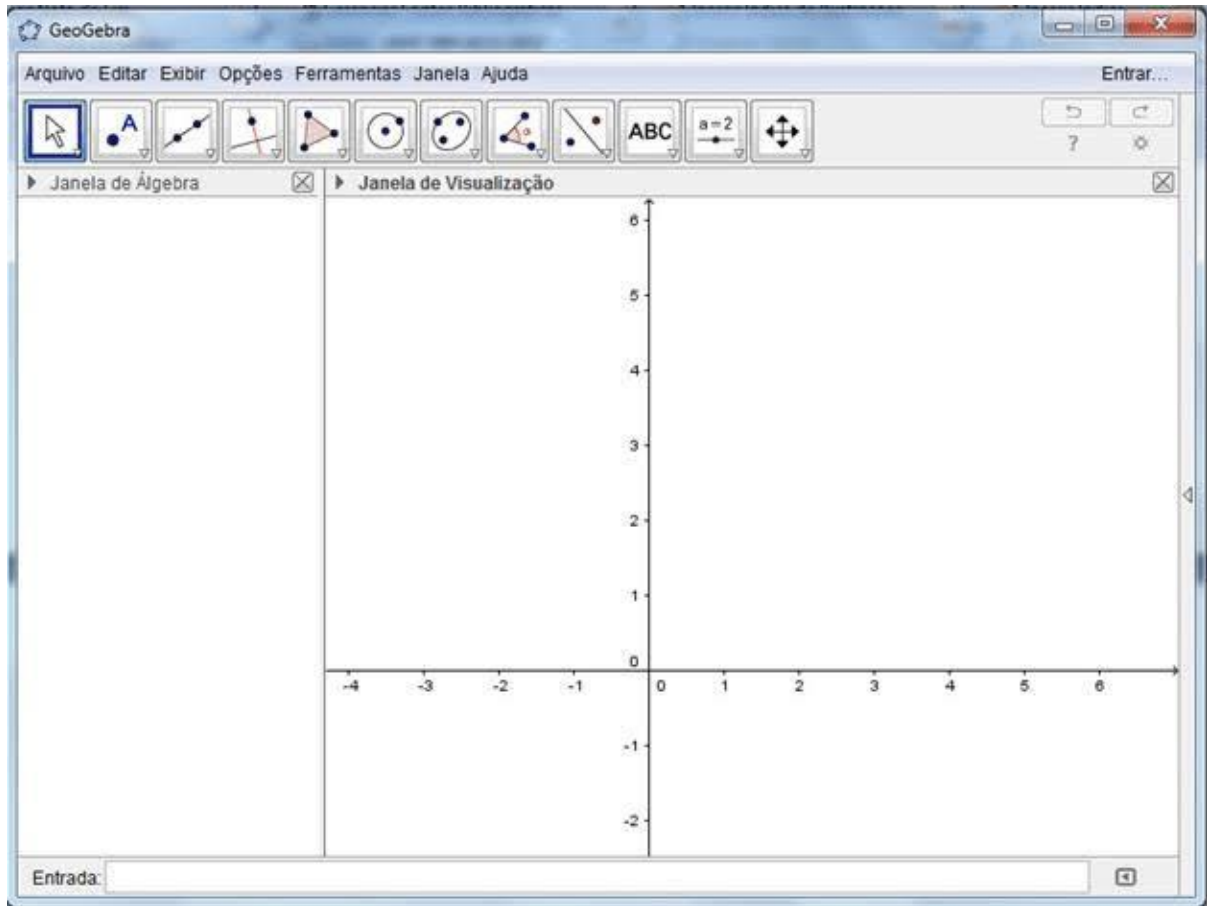 GeoGebra
Arquivo Editar Exibir Opções Ferramentas Janela Ajuda Entrar...
A ABC a=2 ?
Janela de Álgebra Janela de Visualização
6
5
4
3
2
1
0
-4 -3 -2 -1 0 1 2 3 4 5 6
-1
-2
Entrada: